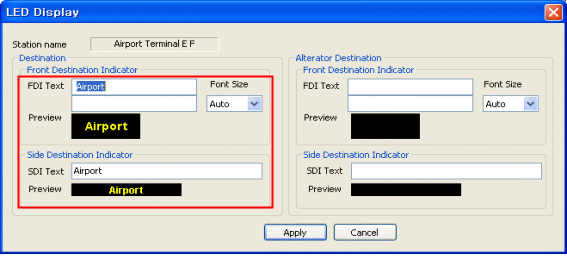 LED Display
Station name Airport Terminal E F
Destination
Front Destination Indicator
FDI Text Airport Font Size
Auto
Preview Airport
Side Destination Indicator
SDI Text Airport
Preview Airport
Alterator Destination
Front Destination Indicator
FDI Text Font Size
Auto
Preview
Side Destination Indicator
SDI Text
Preview
Apply Cancel